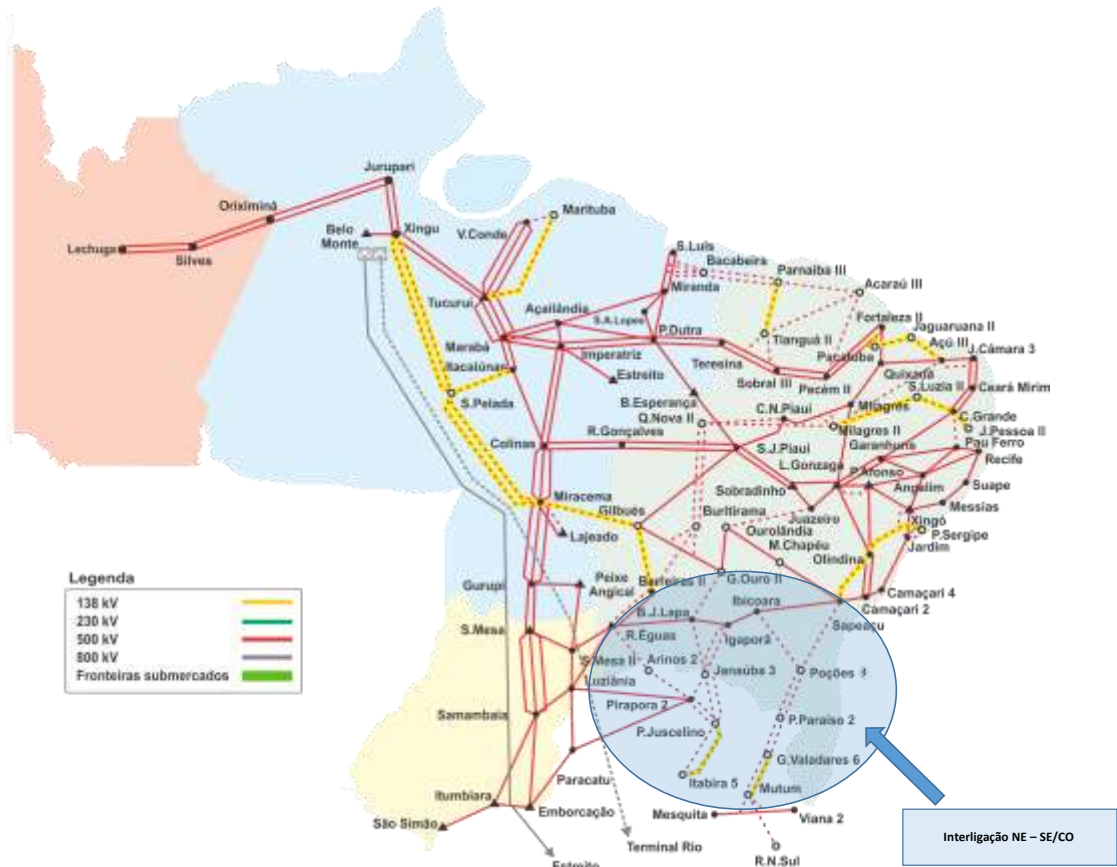 Jurupari
Oriximiná
Lechuga
Silves
Belo
Monte
Xingu
V.Conde
Marituba
S.Luis
Bacabeira
Parnaíba III
Acaraú III
Miranda
Tucuruí
Açailândia
S.A.Lopes
P.Dutra
Tianguá II
Fortaleza II
Jaguaruana II
Açú III
Pacatuba
J.Câmara 3
Marabá
Imperatriz
Teresina
Quixadá
Itacaiúnas
Estreito
Sobral III
Pecém II
S.Luzia II
Ceará Mirim
S.Pelada
B.Esperança
C.N.Piaui
Milagres
C.Grande
Q.Nova II
Milagres II
J.Pessoa II
Colinas
R.Gonçalves
S.J.Piaui
Garanhuns
Pau Ferro
L.Gonzaga
P.Afonso
Recife
Sobradinho
Angelim
Suape
Miracema
Gilbués
Buritirama
Juazeiro
Messias
Ourolândia
Xingó
P.Sergipe
Lajeado
M.Chapéu
Olindina
Jardim
Legenda
138 kV
230 kV
500 kV
800 kV
Fronteiras submercados
Gurupi
Peixe
Angical
Barreiras II
G.Ouro II
Camaçari 4
Ibicoara
Camaçari 2
B.J.Lapa
Sapeaçu
S.Mesa
R.Éguas
Igaporã
S.Mesa II
Arinos 2
Janaúba 3
Poções 3
Luziânia
Samambaia
Pirapora 2
P.Juscelino
P.Paraíso 2
G.Valadares 6
Paracatu
Itabira 5
Mutum
Itumbiara
Emborcação
Mesquita
Viana 2
São Simão
Terminal Rio
R.N.Sul
Estreito
Interligação NE – SE/CO